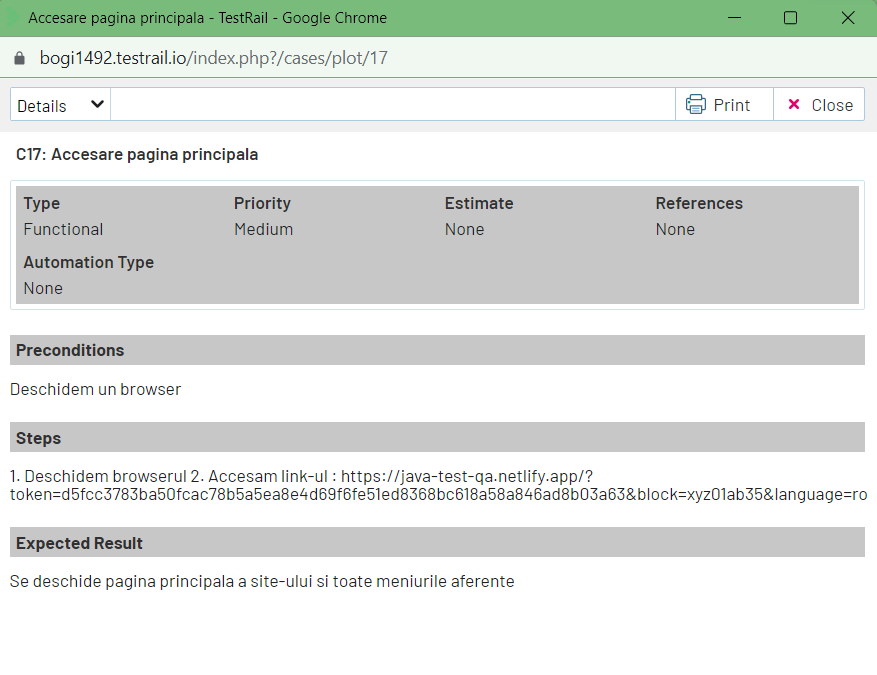 Accesare pagina principala - TestRail - Google Chrome
bogi1492.testrail.io/index.php?/cases/plot/17
Details Print Close
C17: Accesare pagina principala
Type Priority Estimate References
Functional Medium None None
Automation Type
None
Preconditions
Deschidem un browser
Steps
1. Deschidem browserul 2. Accesam link-ul : https://java-test-qa.netlify.app/?
token=d5fcc3783ba50fcac78b5a5ea8e4d69f6fe51ed8368bc618a58a846ad8b03a63&block=xyz01ab35&language=ro
Expected Result
Se deschide pagina principala a site-ului si toate meniurile aferente